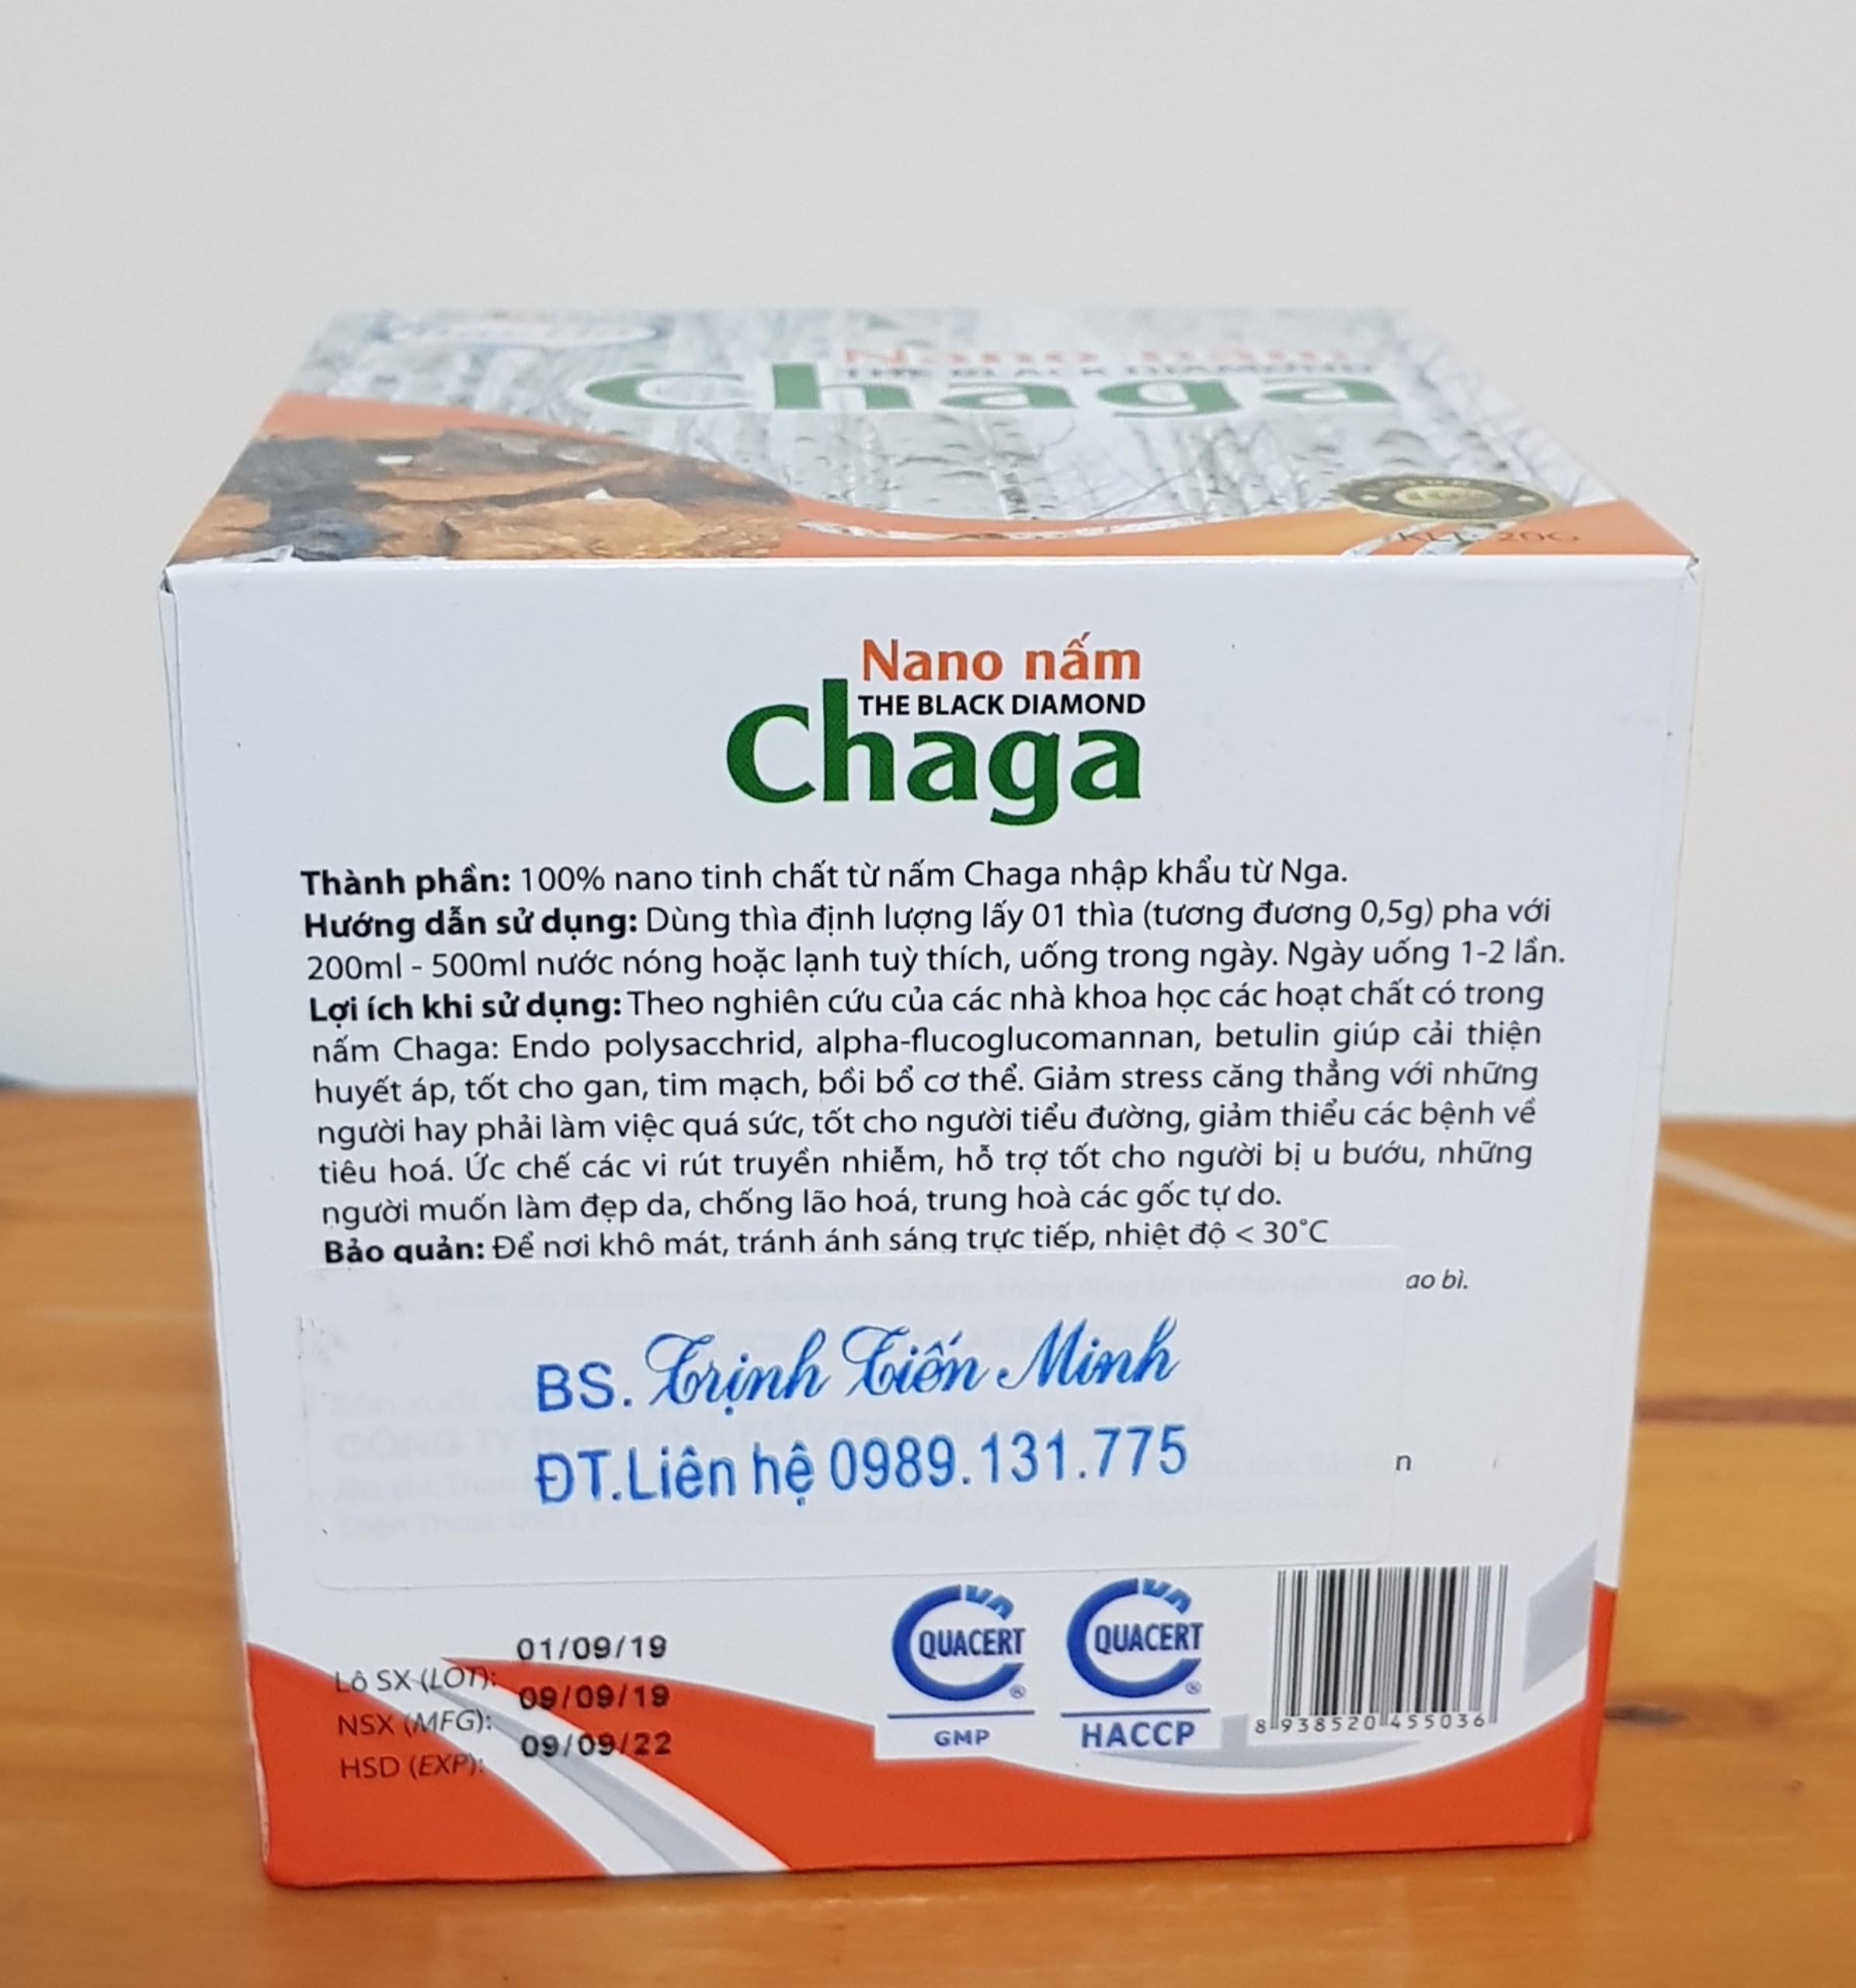 Nano nấm
THE BLACK DIAMOND
Chaga
KLT: 20G
Nano nấm
THE BLACK DIAMOND
Chaga
Thành phần: 100% nano tinh chất từ nấm Chaga nhập khẩu từ Nga.
Hướng dẫn sử dụng: Dùng thìa định lượng lấy 01 thìa (tương đương 0,5g) pha với
200ml - 500ml nước nóng hoặc lạnh tuỳ thích, uống trong ngày. Ngày uống 1-2 lần.
Lợi ích khi sử dụng: Theo nghiên cứu của các nhà khoa học các hoạt chất có trong
nấm Chaga: Endo polysacchrid, alpha-flucoglucomannan, betulin giúp cải thiện
huyết áp, tốt cho gan, tim mạch, bồi bổ cơ thể. Giảm stress căng thẳng với những
người hay phải làm việc quá sức, tốt cho người tiểu đường, giảm thiểu các bệnh về
tiêu hoá. Ức chế các vi rút truyền nhiễm, hỗ trợ tốt cho người bị u bướu, những
người muốn làm đẹp da, chống lão hoá, trung hoà các gốc tự do.
Bảo quản: Để nơi khô mát, tránh ánh sáng trực tiếp, nhiệt độ < 30°C
ao bì.
BS. Trịnh Tiến Minh
ĐT.Liên hệ 0989.131.775
n
Lô SX (LOT): 01/09/19
NSX (MFG): 09/09/19
HSD (EXP): 09/09/22
QUACERT ®
GMP
QUACERT ®
HACCP
8 938520 455036